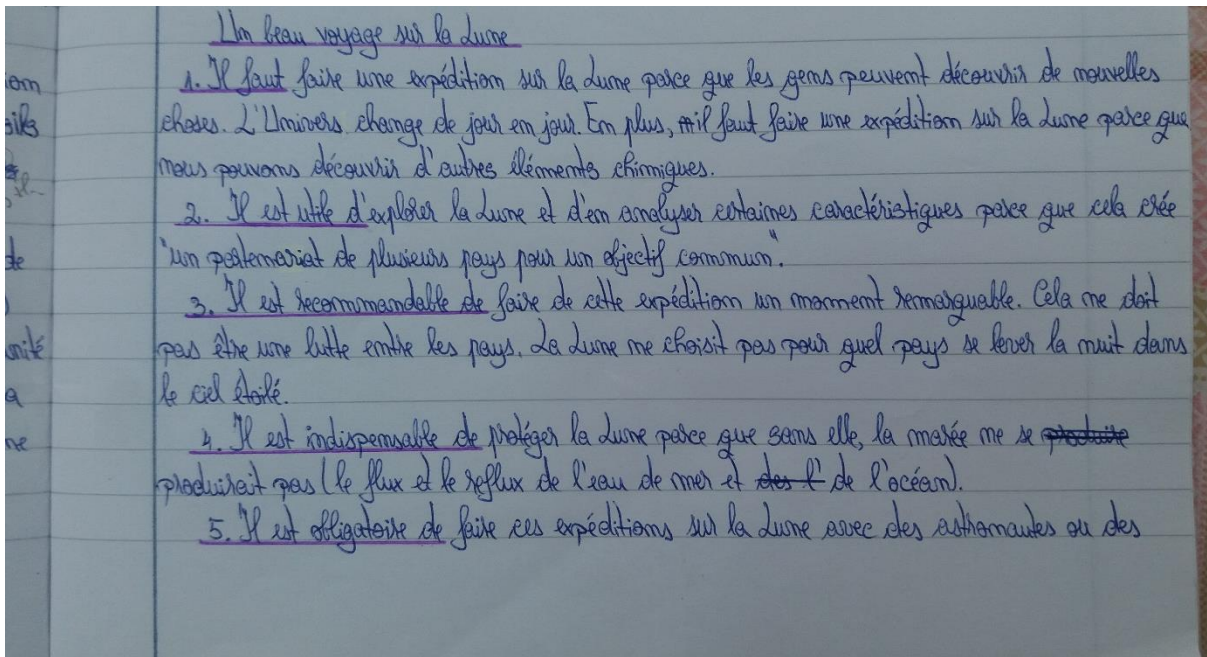 Un beau voyage sur la Lune
1. Il faut faire une expédition sur la Lune parce que les gens peuvent découvrir de nouvelles
choses. L'Univers change de jour en jour. En plus, il faut faire une expédition sur la Lune parce que
nous pouvons découvrir d'autres éléments chimiques.
2. Il est utile d'explorer la Lune et d'en analyser certaines caractéristiques parce que cela crée
"un partenariat de plusieurs pays pour un objectif commun".
3. Il est recommandable de faire de cette expédition un momment remarquable. Cela ne doit
pas être une lutte entre les pays. La Lune ne choisit pas pour quel pays se lever la nuit dans
le ciel étoilé.
4. Il est indispensable de protéger la Lune parce que sans elle, la marée ne se produire
produirait pas (le flux et le reflux de l'eau de mer et des l' de l'océan).
5. Il est obligatoire de faire ces expéditions sur la Lune avec des astronautes ou des
om
oils
de
unité
a
ne